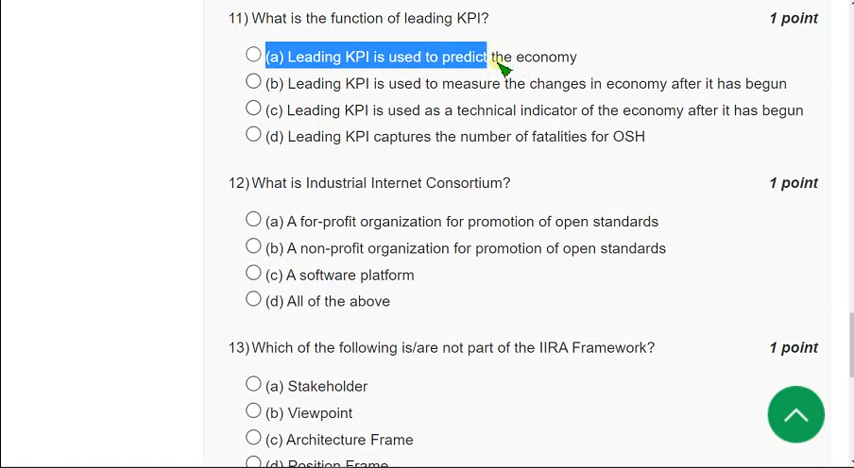 11) What is the function of leading KPI? 1 point
(a) Leading KPI is used to predict the economy
(b) Leading KPI is used to measure the changes in economy after it has begun
(c) Leading KPI is used as a technical indicator of the economy after it has begun
(d) Leading KPI captures the number of fatalities for OSH
12) What is Industrial Internet Consortium? 1 point
(a) A for-profit organization for promotion of open standards
(b) A non-profit organization for promotion of open standards
(c) A software platform
(d) All of the above
13) Which of the following is/are not part of the IIRA Framework? 1 point
(a) Stakeholder
(b) Viewpoint
(c) Architecture Frame
(d) Position Frame